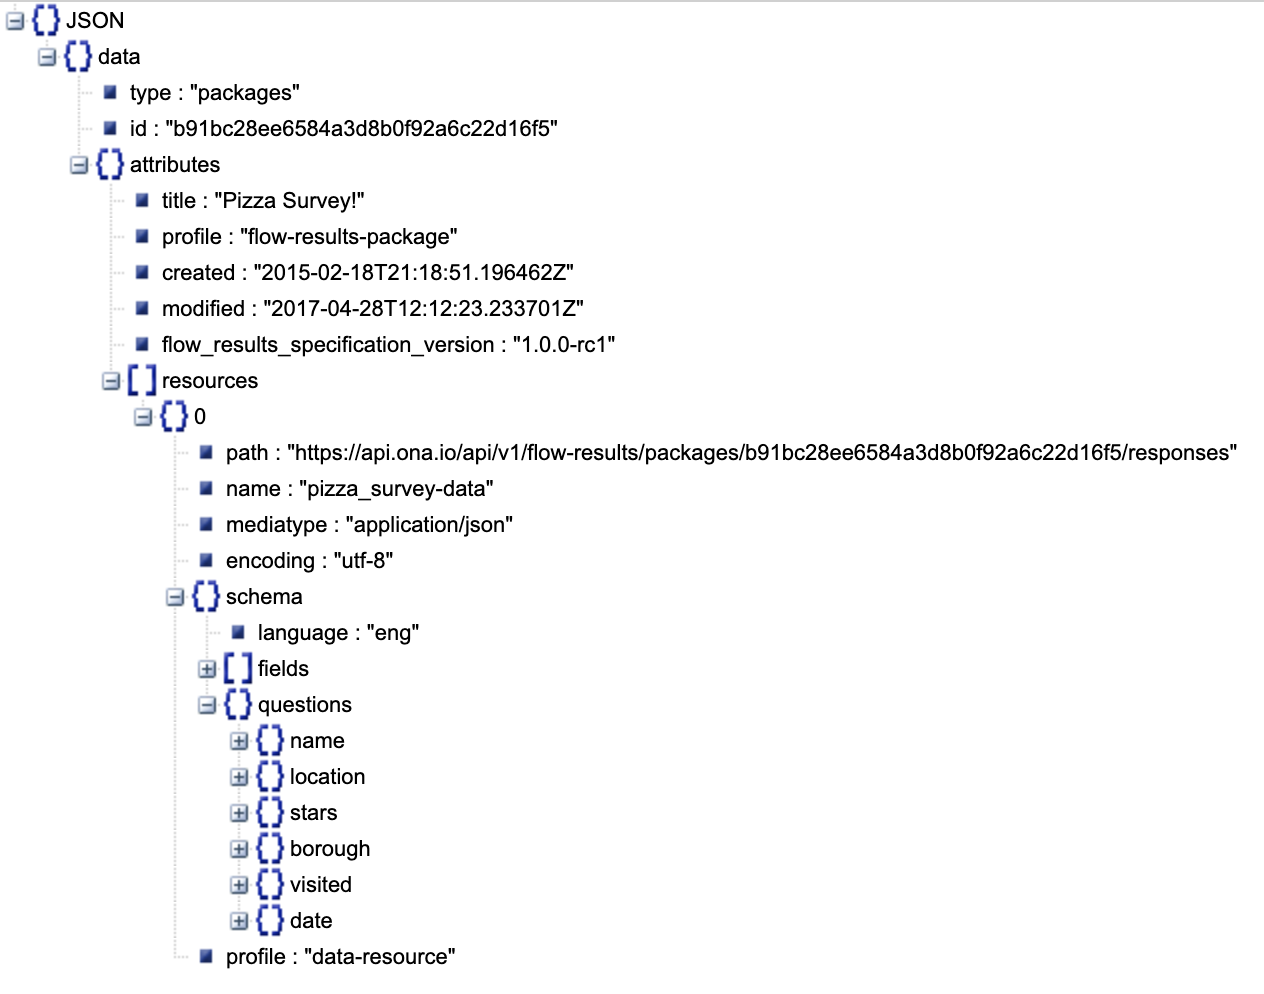 JSON
data
type : "packages"
id : "b91bc28ee6584a3d8b0f92a6c22d16f5"
attributes
title : "Pizza Survey!"
profile : "flow-results-package"
created : "2015-02-18T21:18:51.196462Z"
modified : "2017-04-28T12:12:23.233701Z"
flow_results_specification_version : "1.0.0-rc1"
resources
0
path : "https://api.ona.io/api/v1/flow-results/packages/b91bc28ee6584a3d8b0f92a6c22d16f5/responses"
name : "pizza_survey-data"
mediatype : "application/json"
encoding : "utf-8"
schema
language : "eng"
fields
questions
name
location
stars
borough
visited
date
profile : "data-resource"